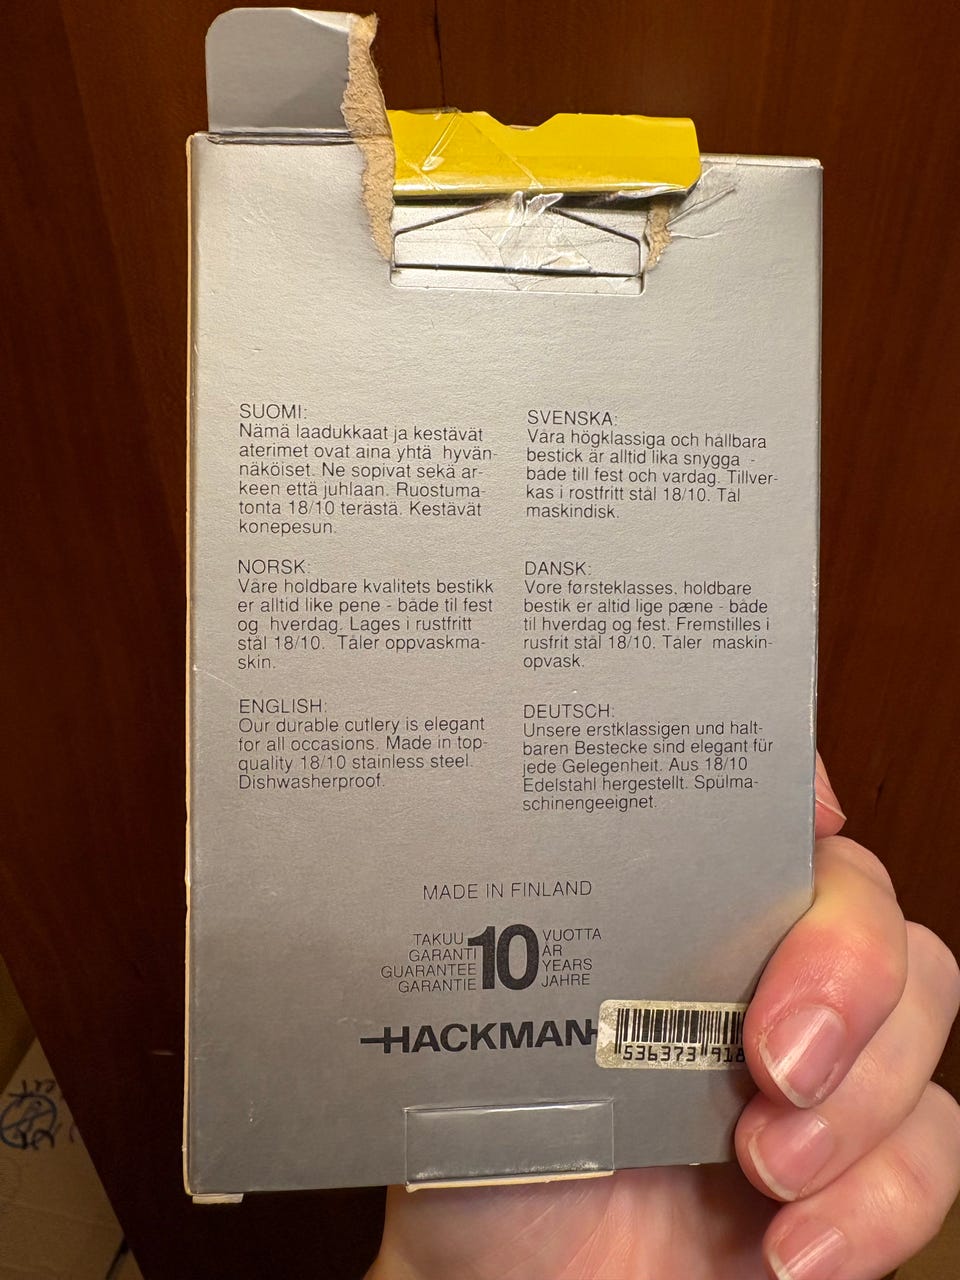 SUOMI:
Nämä laadukkaat ja kestävät
aterimet ovat aina yhtä hyvän-
näköiset. Ne sopivat sekä ar-
keen että juhlaan. Ruostuma-
tonta 18/10 terästä. Kestävät
konepesun.
SVENSKA:
Våra högklassiga och hållbara
bestick är alltid lika snygga -
både till fest och vardag. Tillver-
kas i rostfritt stål 18/10. Tål
maskindisk.
NORSK:
Våre holdbare kvalitets bestikk
er alltid like pene - både til fest
og hverdag. Lages i rustfritt
stål 18/10. Tåler oppvaskma-
skin.
DANSK:
Vore førsteklasses, holdbare
bestik er altid lige pæne - både
til hverdag og fest. Fremstilles i
rusfrit stål 18/10. Tåler maskin-
opvask.
ENGLISH:
Our durable cutlery is elegant
for all occasions. Made in top-
quality 18/10 stainless steel.
Dishwasherproof.
DEUTSCH:
Unsere erstklassigen und halt-
baren Bestecke sind elegant für
jede Gelegenheit. Aus 18/10
Edelstahl hergestellt. Spülma-
schinengeeignet.
MADE IN FINLAND
TAKUU 10 VUOTTA
GARANTI ÅR
GUARANTEE YEARS
GARANTIE JAHRE
HACKMAN
536373 918